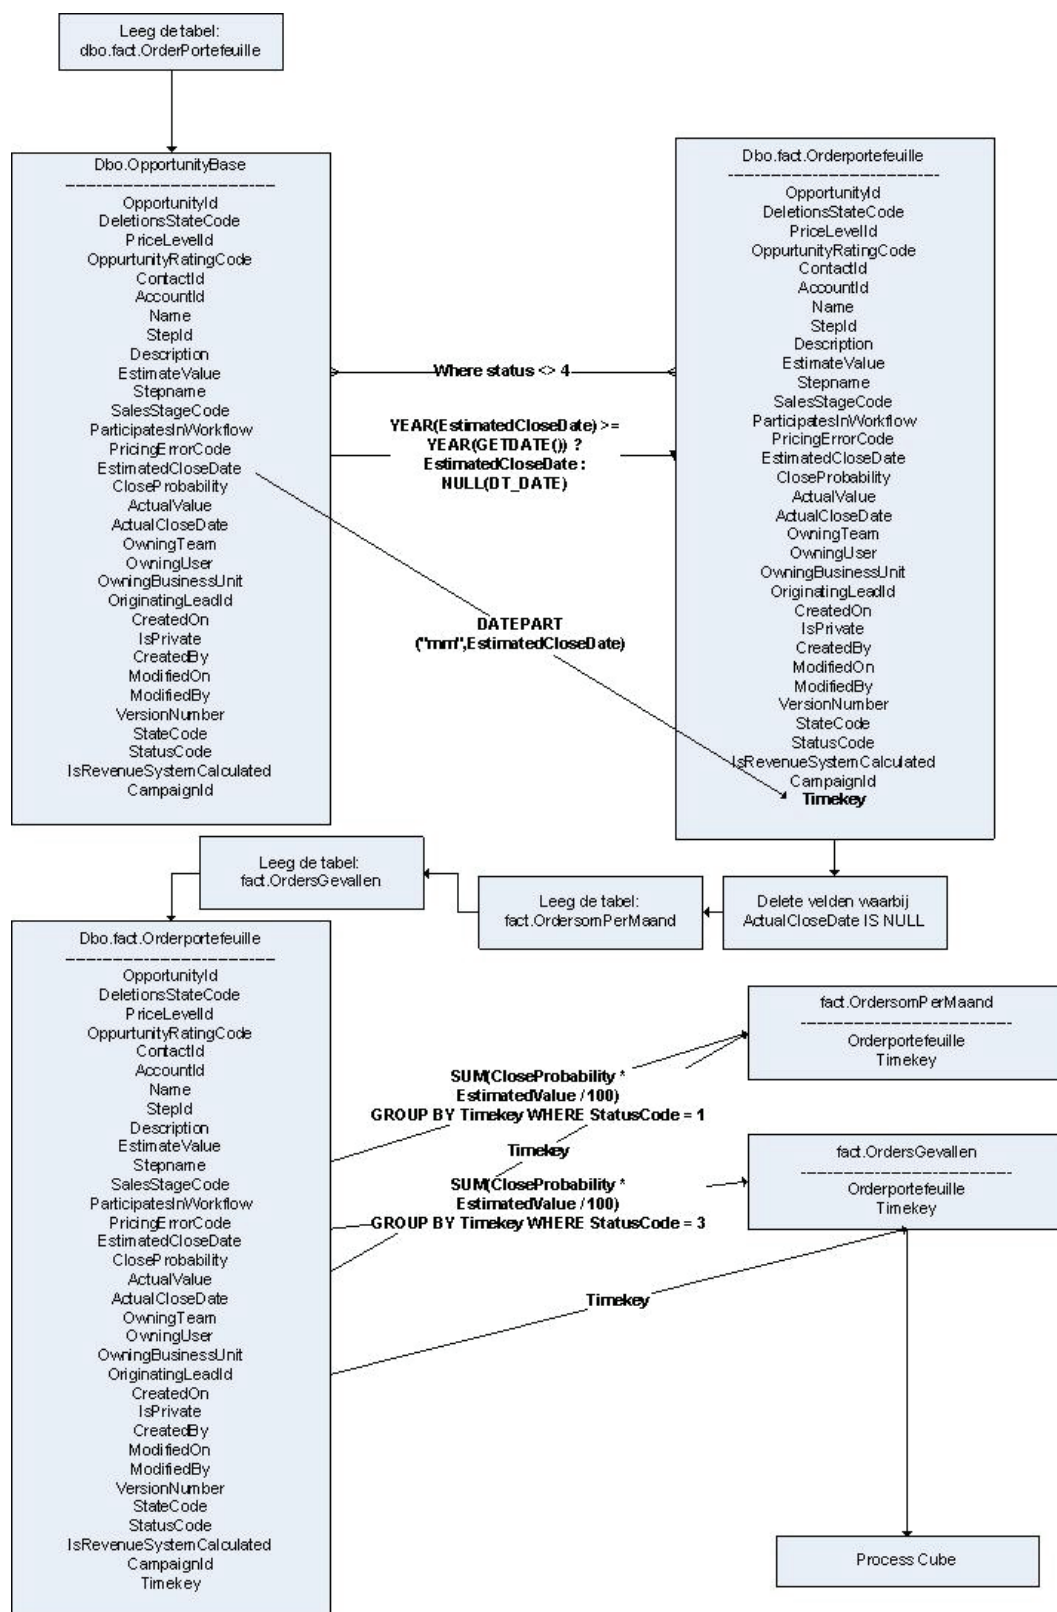 Leeg de tabel:
dbo.fact.OrderPortefeuille
Dbo.OpportunityBase
----------------------------
OpportunityId
DeletionsStateCode
PriceLevelId
OppurtunityRatingCode
ContactId
AccountId
Name
StepId
Description
EstimateValue
Stepname
SalesStageCode
ParticipatesInWorkflow
PricingErrorCode
EstimatedCloseDate
CloseProbability
ActualValue
ActualCloseDate
OwningTeam
OwningUser
OwningBusinessUnit
OriginatingLeadId
CreatedOn
IsPrivate
CreatedBy
ModifiedOn
ModifiedBy
VersionNumber
StateCode
StatusCode
IsRevenueSystemCalculated
CampaignId
Where status <> 4
YEAR(EstimatedCloseDate) >=
YEAR(GETDATE()) ?
EstimatedCloseDate :
NULL(DT_DATE)
DATEPART
("mm",EstimatedCloseDate)
Dbo.fact.Orderportefeuille
----------------------------
OpportunityId
DeletionsStateCode
PriceLevelId
OppurtunityRatingCode
ContactId
AccountId
Name
StepId
Description
EstimateValue
Stepname
SalesStageCode
ParticipatesInWorkflow
PricingErrorCode
EstimatedCloseDate
CloseProbability
ActualValue
ActualCloseDate
OwningTeam
OwningUser
OwningBusinessUnit
OriginatingLeadId
CreatedOn
IsPrivate
CreatedBy
ModifiedOn
ModifiedBy
VersionNumber
StateCode
StatusCode
IsRevenueSystemCalculated
CampaignId
Timekey
Delete velden waarbij
ActualCloseDate IS NULL
Leeg de tabel:
fact.OrdersomPerMaand
Leeg de tabel:
fact.OrdersGevallen
Dbo.fact.Orderportefeuille
----------------------------
OpportunityId
DeletionsStateCode
PriceLevelId
OppurtunityRatingCode
ContactId
AccountId
Name
StepId
Description
EstimateValue
Stepname
SalesStageCode
ParticipatesInWorkflow
PricingErrorCode
EstimatedCloseDate
CloseProbability
ActualValue
ActualCloseDate
OwningTeam
OwningUser
OwningBusinessUnit
OriginatingLeadId
CreatedOn
IsPrivate
CreatedBy
ModifiedOn
ModifiedBy
VersionNumber
StateCode
StatusCode
IsRevenueSystemCalculated
CampaignId
Timekey
SUM(CloseProbability *
EstimatedValue / 100)
GROUP BY Timekey WHERE StatusCode = 1
Timekey
SUM(CloseProbability *
EstimatedValue / 100)
GROUP BY Timekey WHERE StatusCode = 3
Timekey
fact.OrdersomPerMaand
----------------------------
Orderportefeuille
Timekey
fact.OrdersGevallen
----------------------------
Orderportefeuille
Timekey
Process Cube